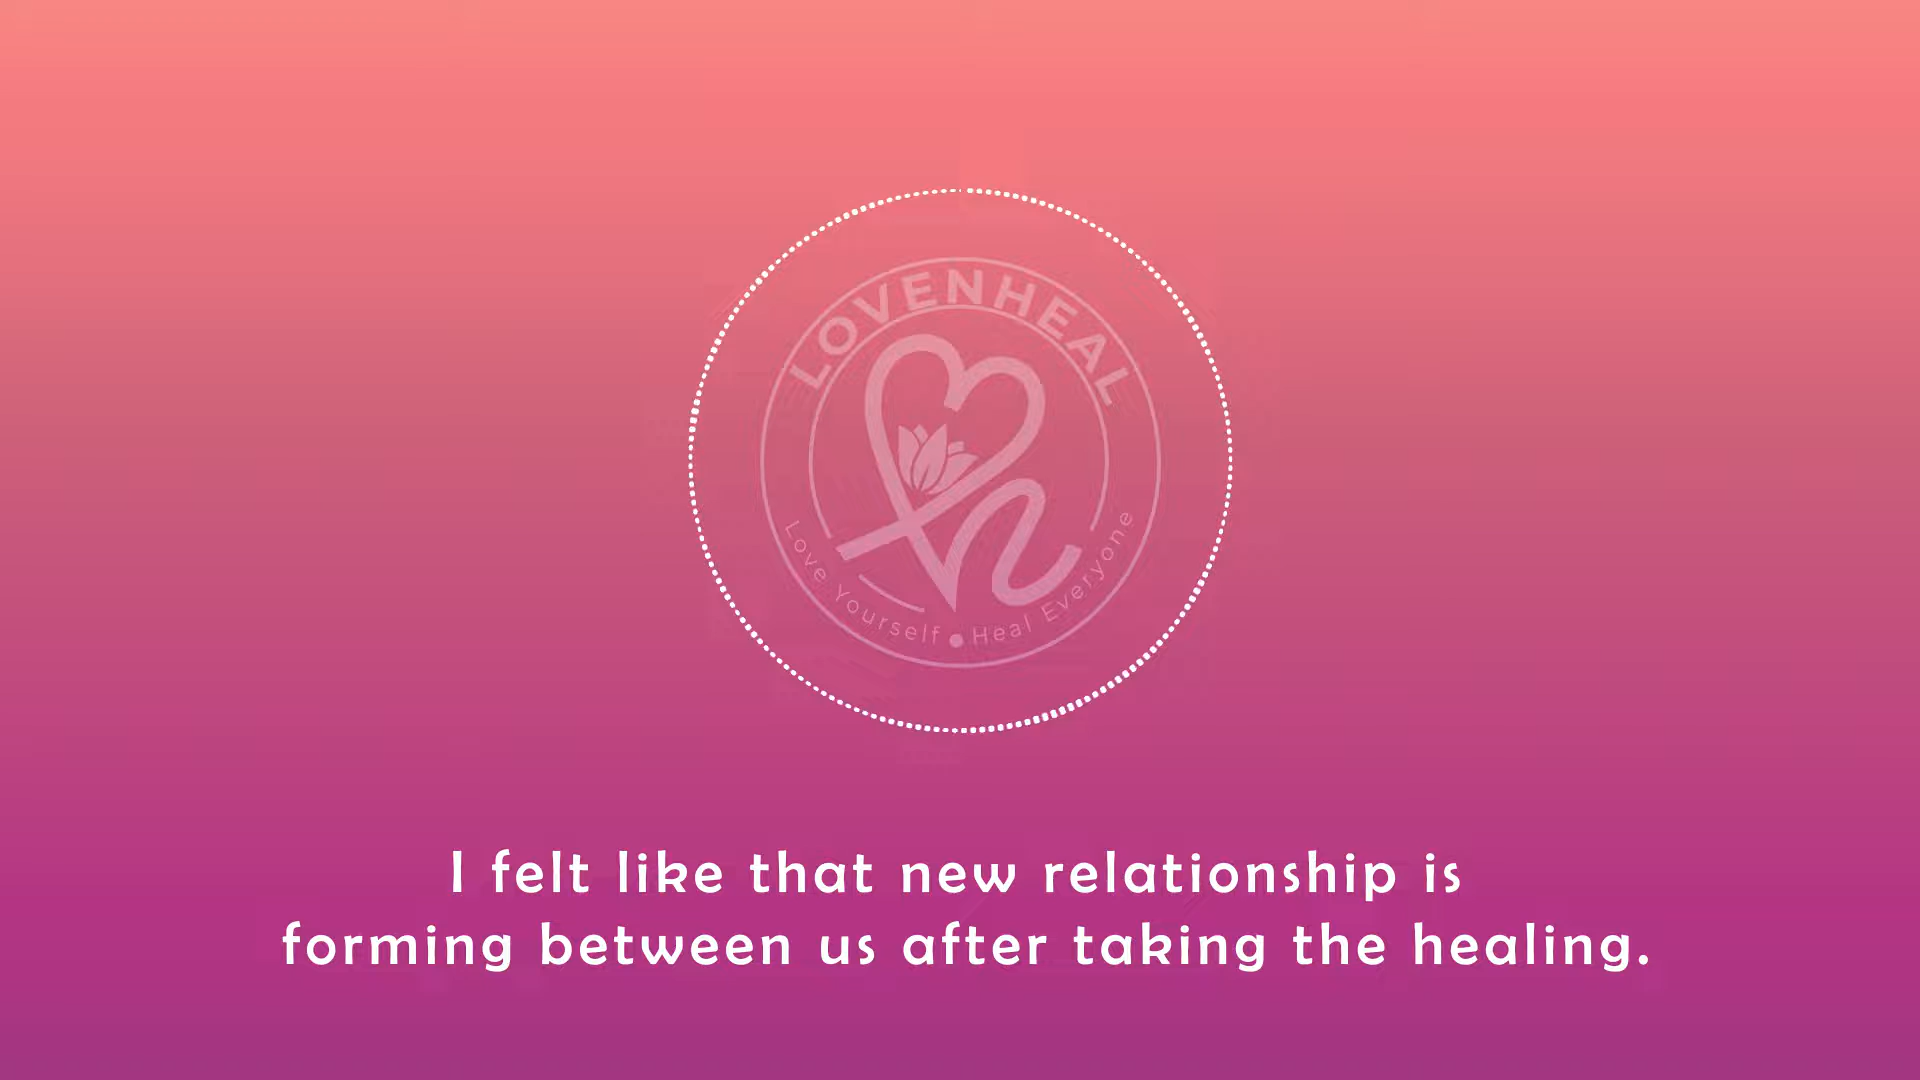 LOVENHEAL
Love Yourself • Heal Everyone
I felt like that new relationship is
forming between us after taking the healing.